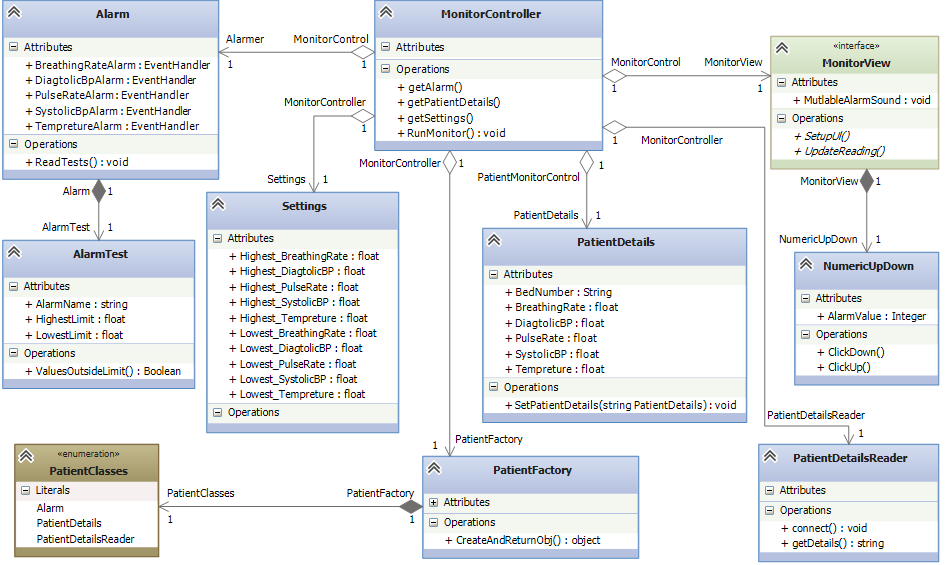 Alarm
Attributes
+ BreathingRateAlarm : EventHandler
+ DiagtolicBpAlarm : EventHandler
+ PulseRateAlarm : EventHandler
+ SystolicBpAlarm : EventHandler
+ TempretureAlarm : EventHandler
Operations
+ ReadTests() : void
Alarmer
1
MonitorControl
1
MonitorController
Attributes
Operations
+ getAlarm()
+ getPatientDetails()
+ getSettings()
+ RunMonitor() : void
MonitorControl
1
MonitorView
1
«interface»
MonitorView
Attributes
+ MutlableAlarmSound : void
Operations
+ SetupUI()
+ UpdateReading()
MonitorController
1
Settings
1
MonitorController
1
PatientMonitorControl
1
PatientDetails
1
MonitorController
1
Alarm
1
AlarmTest
1
MonitorView
1
NumericUpDown
1
AlarmTest
Attributes
+ AlarmName : string
+ HighestLimit : float
+ LowestLimit : float
Operations
+ ValuesOutsideLimit() : Boolean
Settings
Attributes
+ Highest_BreathingRate : float
+ Highest_DiagtolicBP : float
+ Highest_PulseRate : float
+ Highest_SystolicBP : float
+ Highest_Tempreture : float
+ Lowest_BreathingRate : float
+ Lowest_DiagtolicBP : float
+ Lowest_PulseRate : float
+ Lowest_SystolicBP : float
+ Lowest_Tempreture : float
Operations
PatientDetails
Attributes
+ BedNumber : String
+ BreathingRate : float
+ DiagtolicBP : float
+ PulseRate : float
+ SystolicBP : float
+ Tempreture : float
Operations
+ SetPatientDetails(string PatientDetails) : void
NumericUpDown
Attributes
+ AlarmValue : Integer
Operations
+ ClickDown()
+ ClickUp()
PatientDetailsReader
1
1
PatientFactory
«enumeration»
PatientClasses
Literals
Alarm
PatientDetails
PatientDetailsReader
PatientClasses
1
PatientFactory
1
PatientFactory
Attributes
Operations
+ CreateAndReturnObj() : object
PatientDetailsReader
Attributes
Operations
+ connect() : void
+ getDetails() : string